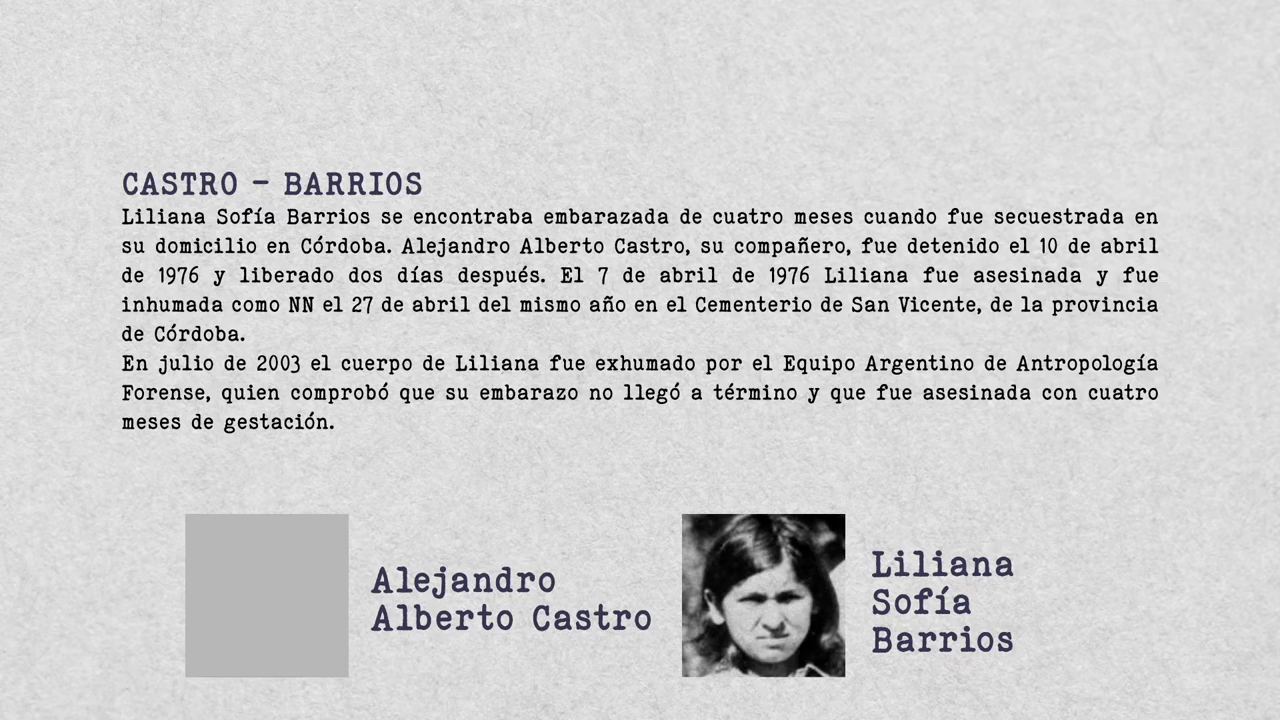 CASTRO - BARRIOS
Liliana Sofía Barrios se encontraba embarazada de cuatro meses cuando fue secuestrada en
su domicilio en Córdoba. Alejandro Alberto Castro, su compañero, fue detenido el 10 de abril
de 1976 y liberado dos días después. El 7 de abril de 1976 Liliana fue asesinada y fue
inhumada como NN el 27 de abril del mismo año en el Cementerio de San Vicente, de la provincia
de Córdoba.
En julio de 2003 el cuerpo de Liliana fue exhumado por el Equipo Argentino de Antropología
Forense, quien comprobó que su embarazo no llegó a término y que fue asesinada con cuatro
meses de gestación.
Alejandro
Alberto Castro
Liliana
Sofía
Barrios